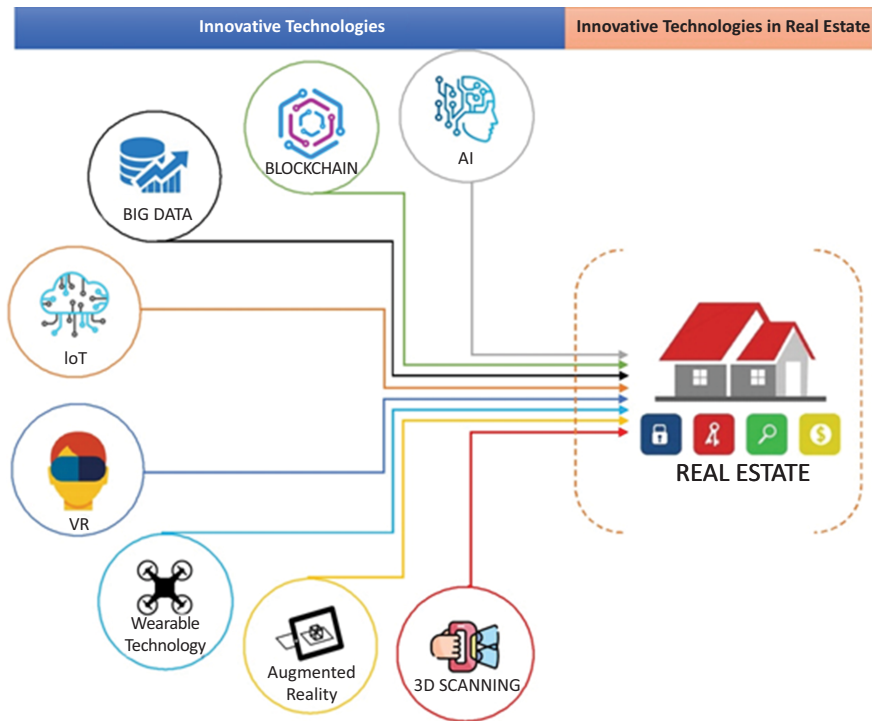 Innovative Technologies
Innovative Technologies in Real Estate
AI
BLOCKCHAIN
BIG DATA
IoT
VR
Wearable
Technology
Augmented
Reality
3D SCANNING
$
REAL ESTATE